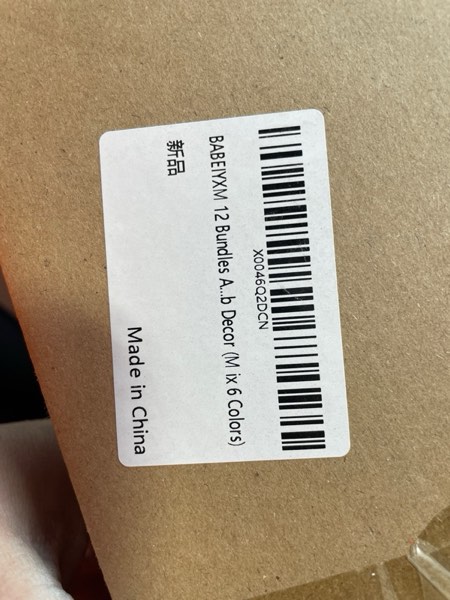 X0046Q2DCN
BABEIYXM 12 Bundles A...b Decor (M ix 6 Colors)
新品
Made in China